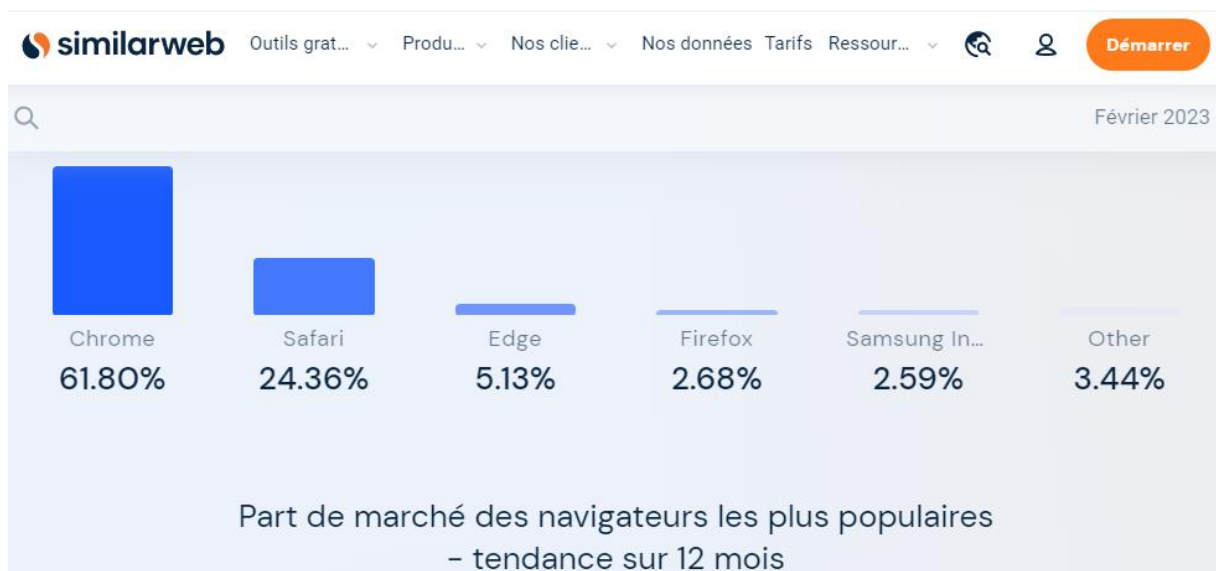 similarweb Outils grat... Produ... Nos clie... Nos données Tarifs Ressour... Démarrer
Février 2023
Chrome Safari Edge Firefox Samsung In... Other
61.80% 24.36% 5.13% 2.68% 2.59% 3.44%
Part de marché des navigateurs les plus populaires
- tendance sur 12 mois